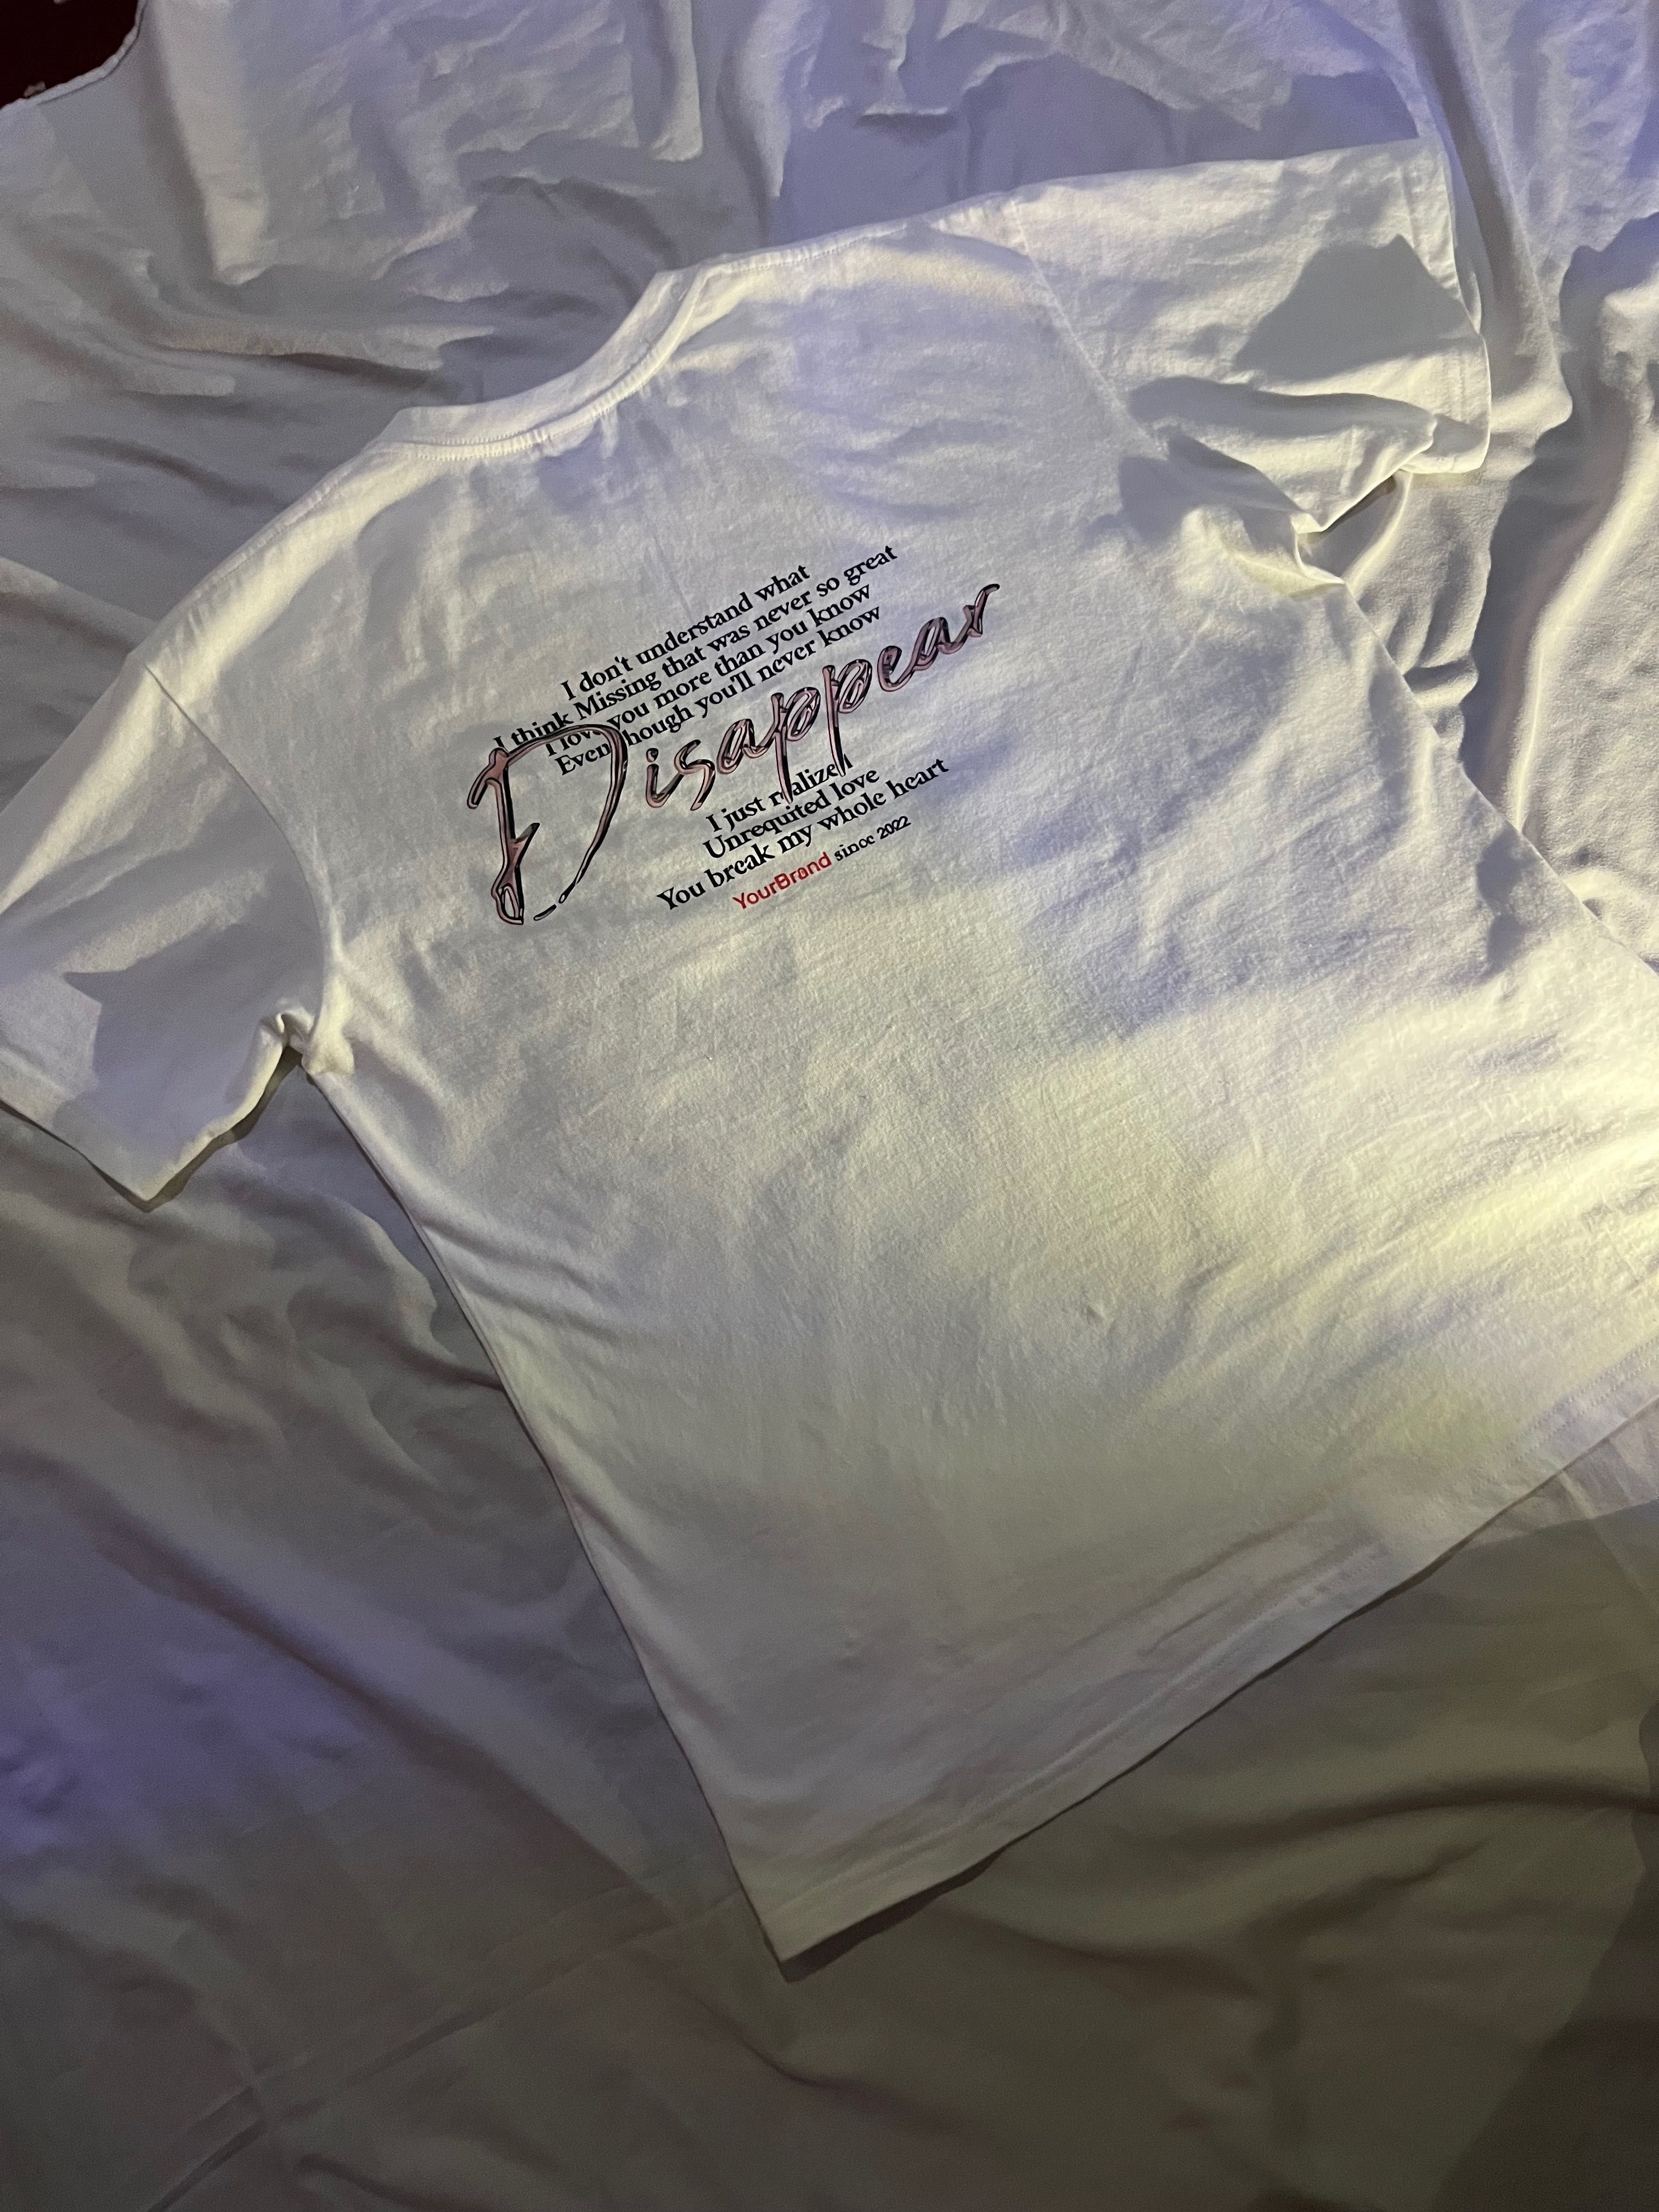 I don't understand what
I think Missing that was never so great
I love you more than you know
Even though you'll never know
Disappear
I just realized
Unrequited love
You break my whole heart
YourBrand since 2022